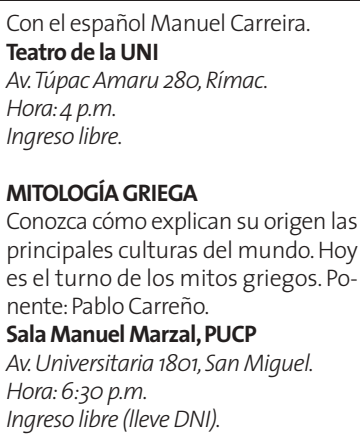 Con el español Manuel Carreira.
Teatro de la UNI
Av. Túpac Amaru 280, Rímac.
Hora: 4 p.m.
Ingreso libre.
MITOLOGÍA GRIEGA
Conozca cómo explican su origen las
principales culturas del mundo. Hoy
es el turno de los mitos griegos. Po-
nente: Pablo Carreño.
Sala Manuel Marzal, PUCP
Av. Universitaria 1801, San Miguel.
Hora: 6:30 p.m.
Ingreso libre (lleve DNI).